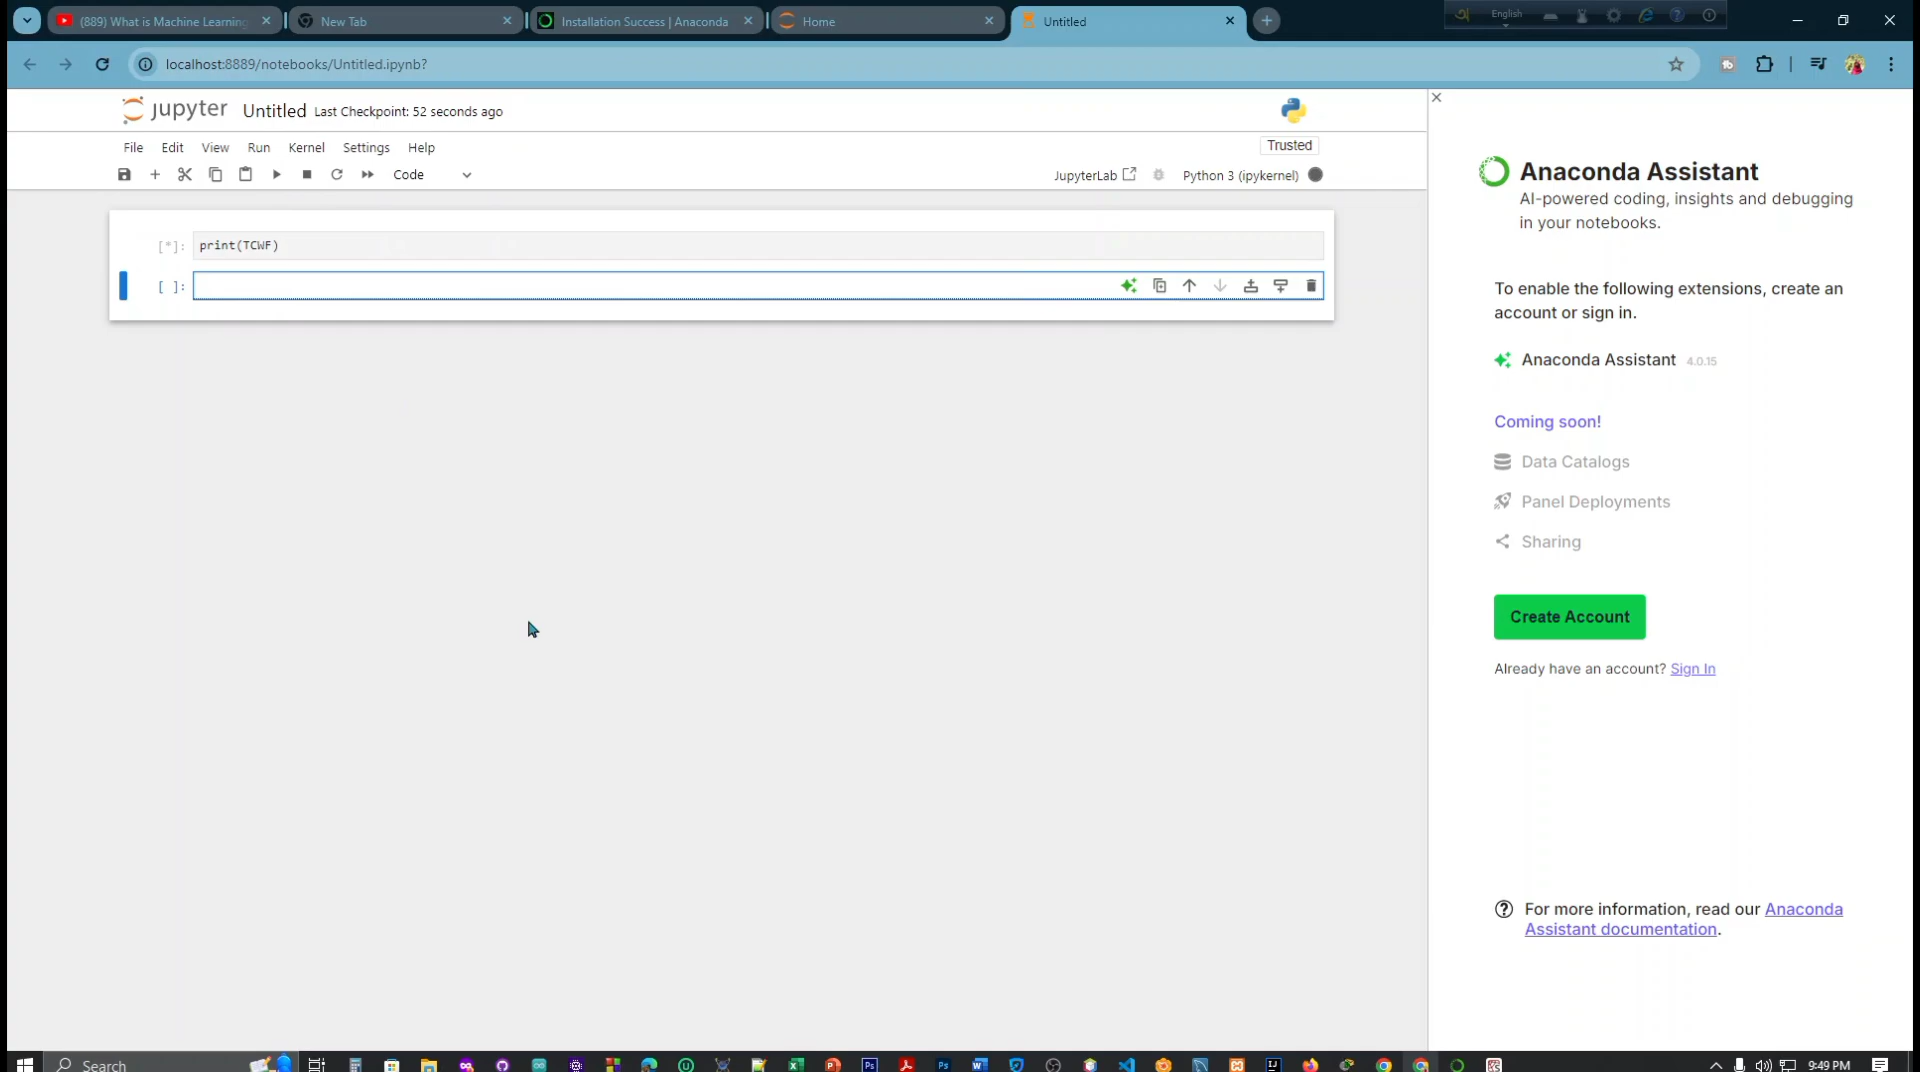 (889) What is Machine Learning
New Tab
Installation Success | Anaconda
Home
Untitled
English
localhost:8889/notebooks/Untitled.ipynb?
jupyter Untitled Last Checkpoint: 52 seconds ago
File Edit View Run Kernel Settings Help
Trusted
Code
JupyterLab
Python 3 (ipykernel)
[*]: print(TCWF)
[ ]:
Anaconda Assistant
AI-powered coding, insights and debugging
in your notebooks.
To enable the following extensions, create an
account or sign in.
Anaconda Assistant 4.0.15
Coming soon!
Data Catalogs
Panel Deployments
Sharing
Create Account
Already have an account? Sign In
For more information, read our Anaconda
Assistant documentation.
Search
9:49 PM